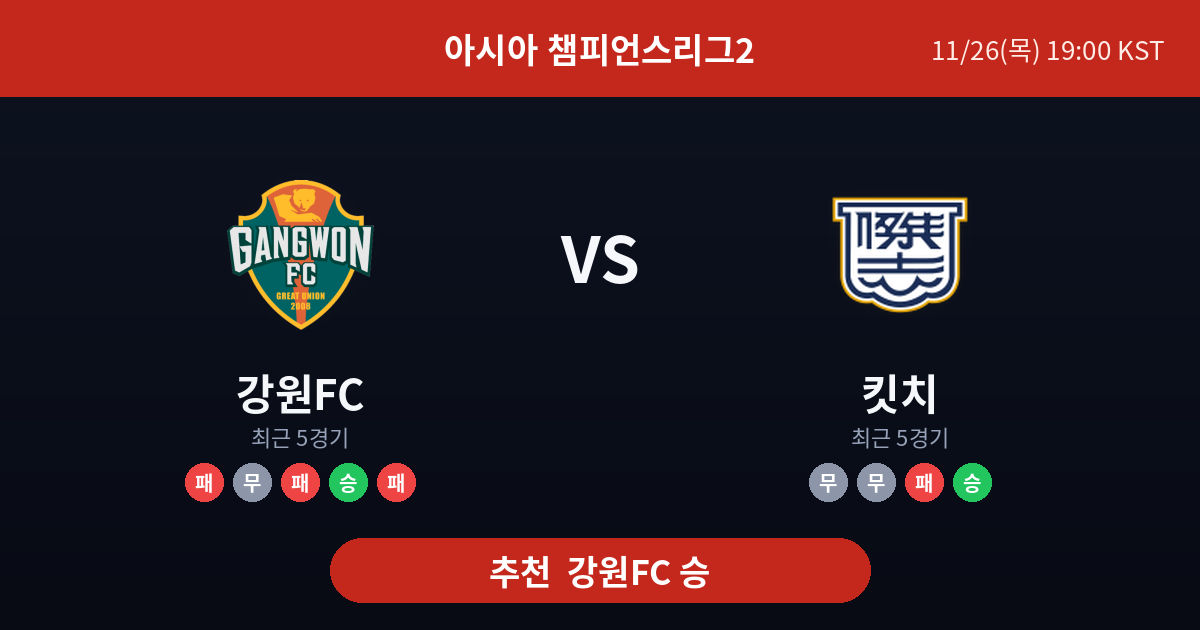 아시아 챔피언스리그2
11/26(목) 19:00 KST
GANGWON
FC
GREAT UNION
2008
VS
傑志
강원FC
킷치
최근 5경기
최근 5경기
패 무 패 승 패
무 무 패 승
추천 강원FC 승